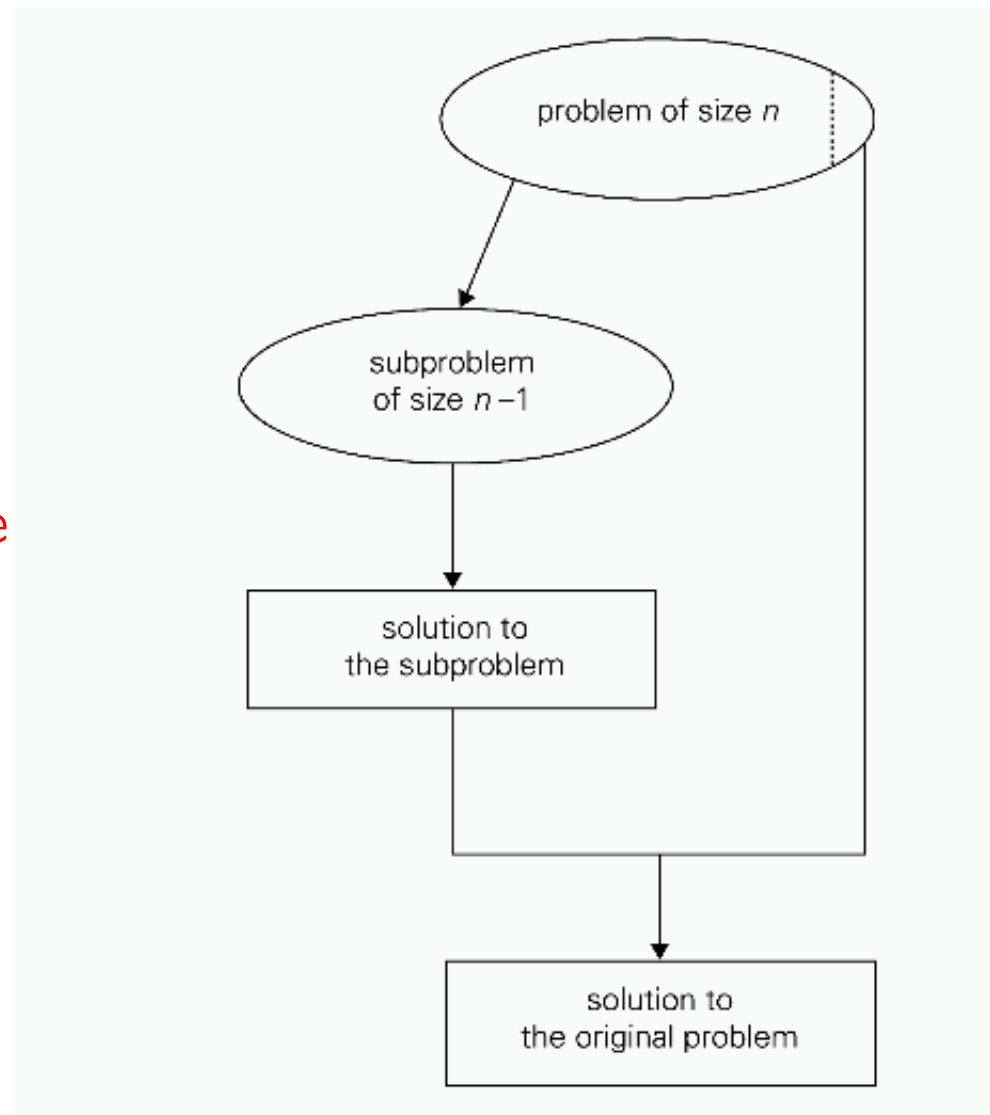 problem of size n
subproblem
of size n –1
e
solution to
the subproblem
solution to
the original problem